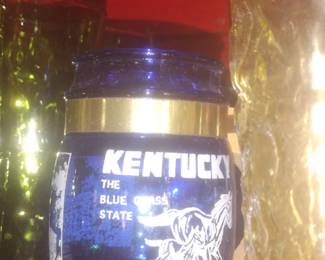 KENTUCKY
THE
BLUE GRASS
STATE